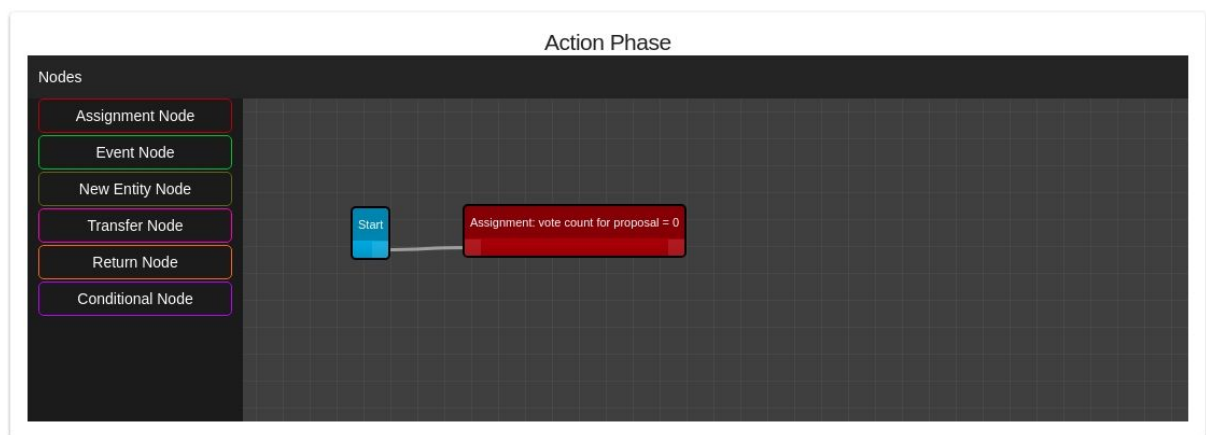 Action Phase
Nodes
Assignment Node
Event Node
New Entity Node
Transfer Node
Return Node
Conditional Node
Start
Assignment: vote count for proposal = 0